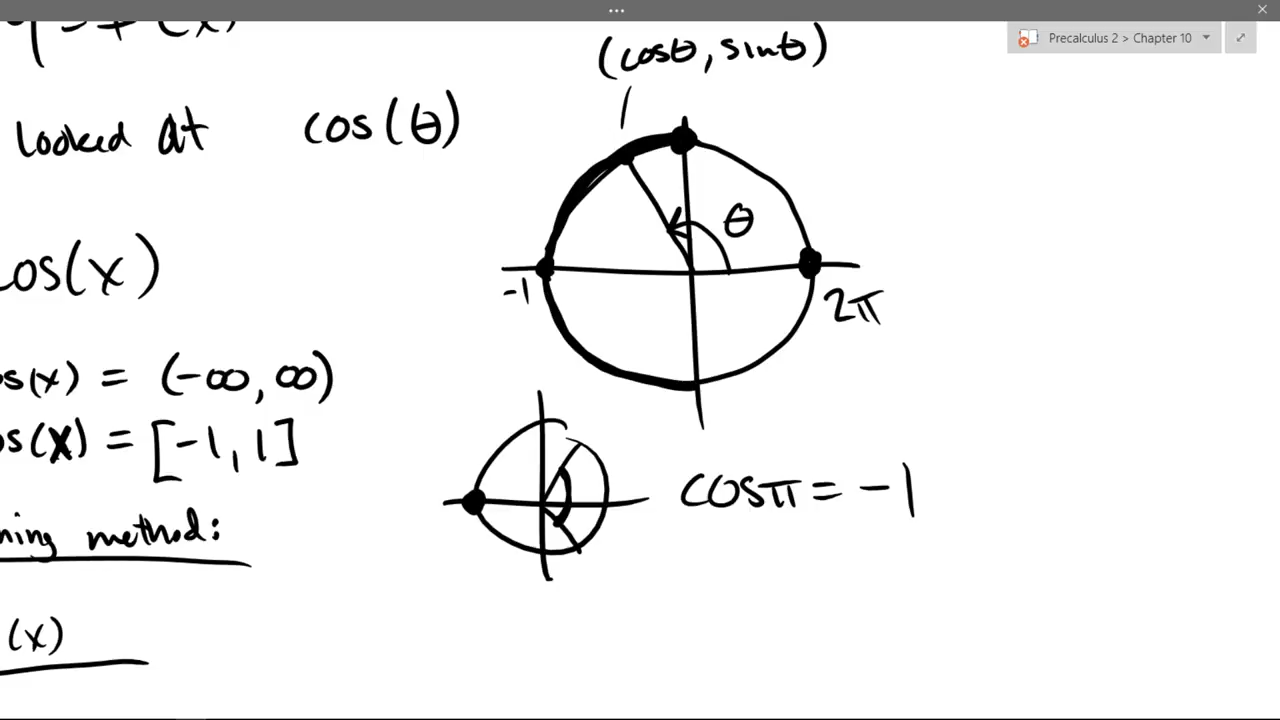 Precalculus 2 > Chapter 10
(cosθ, sinθ)
looked at cos(θ)
θ
cos(x)
-1
2π
os(x) = (-∞, ∞)
os(x) = [-1, 1]
cosπ = -1
ning method:
(x)